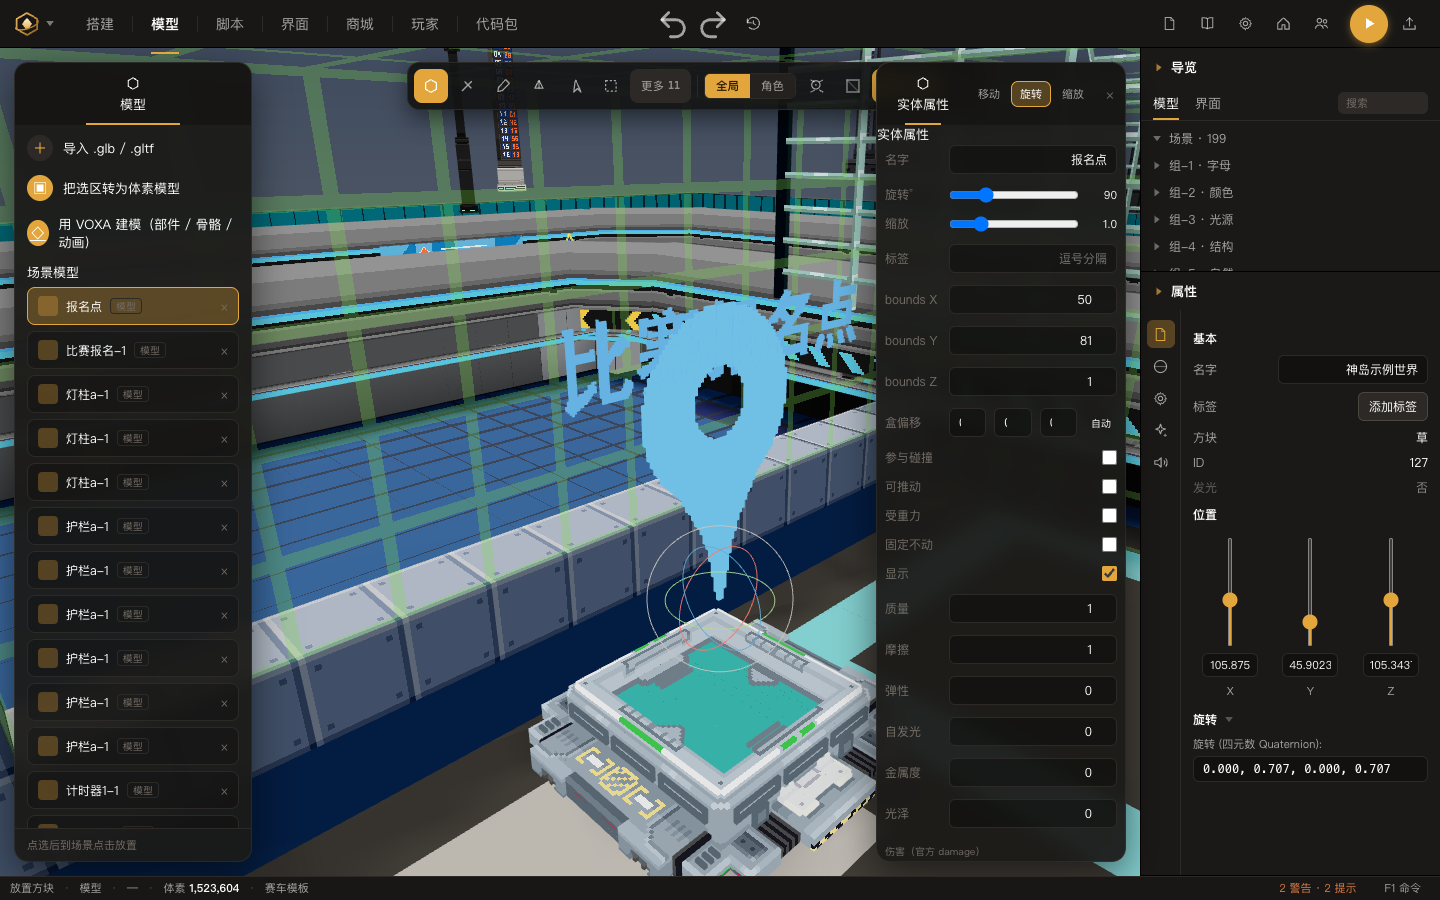 搭建
模型
脚本
界面
商城
玩家
代码包
模型
导入 .glb / .gltf
把选区转为体素模型
用 VOXA 建模（部件 / 骨骼 /
动画）
场景模型
报名点 模型 ×
比赛报名-1 模型 ×
灯柱a-1 模型 ×
灯柱a-1 模型 ×
灯柱a-1 模型 ×
护栏a-1 模型 ×
护栏a-1 模型 ×
护栏a-1 模型 ×
护栏a-1 模型 ×
护栏a-1 模型 ×
护栏a-1 模型 ×
计时器1-1 模型 ×
点选后到场景点击放置
更多 11
全局
角色
比赛
名点
实体属性
移动
旋转
缩放
×
实体属性
名字 报名点
旋转° 90
缩放 1.0
标签 逗号分隔
bounds X 50
bounds Y 81
bounds Z 1
盒偏移 自动
参与碰撞
可推动
受重力
固定不动
显示
质量 1
摩擦 1
弹性 0
自发光 0
金属度 0
光泽 0
伤害（官方 damage）
导览
模型
界面
搜索
场景 · 199
组-1 · 字母
组-2 · 颜色
组-3 · 光源
组-4 · 结构
属性
基本
名字 神岛示例世界
标签 添加标签
方块 草
ID 127
发光 否
位置
105.875 45.9023 105.343
X Y Z
旋转
旋转 (四元数 Quaternion):
0.000, 0.707, 0.000, 0.707
放置方块 · 模型 · — · 体素 1,523,604 · 赛车模板
2 警告 · 2 提示
F1 命令